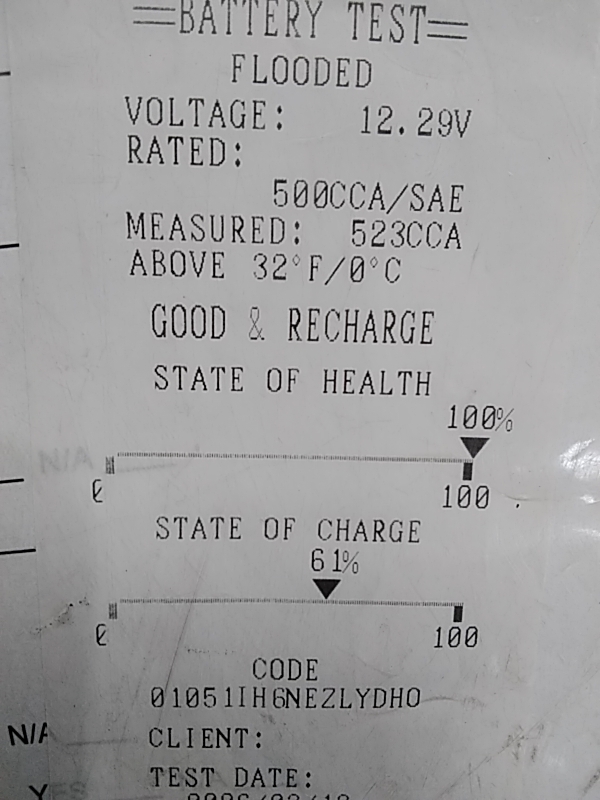 ==BATTERY TEST==
FLOODED
VOLTAGE: 12.29V
RATED:
500CCA/SAE
MEASURED: 523CCA
ABOVE 32°F/0°C
GOOD & RECHARGE
STATE OF HEALTH
100%
N/A
0 100
STATE OF CHARGE
61%
0 100
CODE
01051IH6NEZLYDHO
N/A CLIENT:
YES TEST DATE: